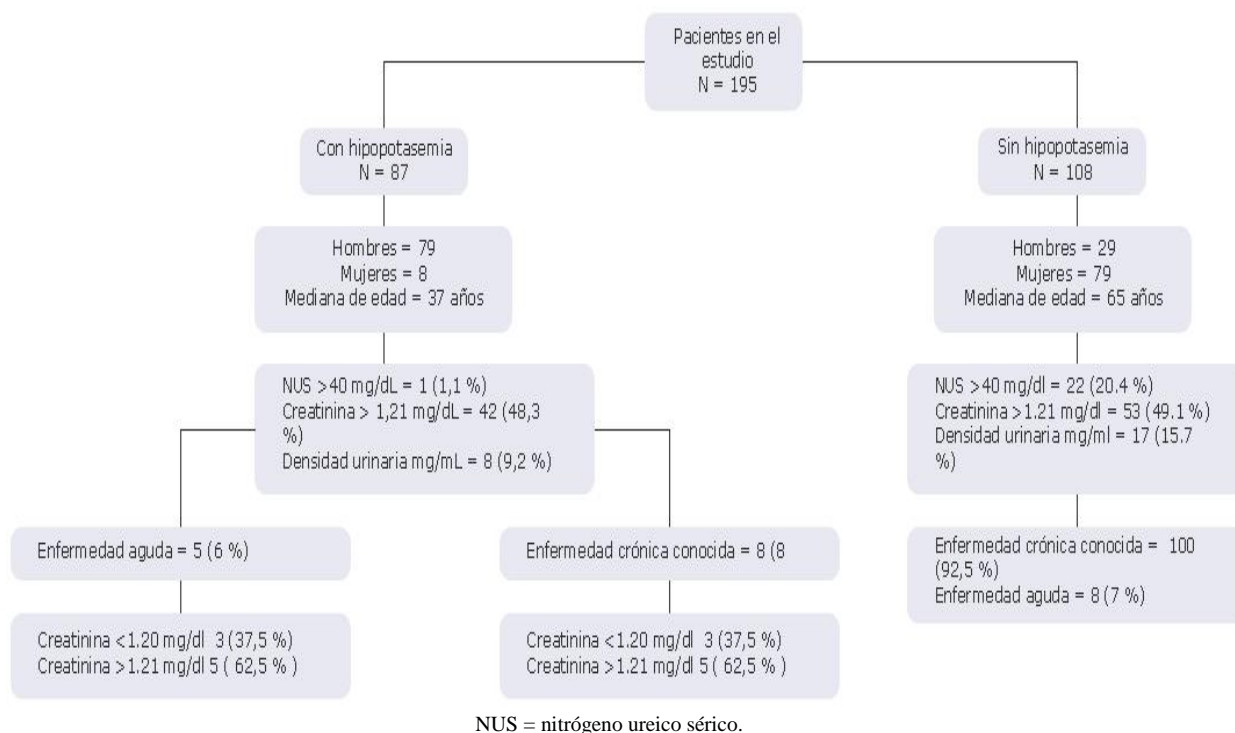 Pacientes en el
estudio
N = 195
Con hipopotasemia
N = 87
Sin hipopotasemia
N = 108
Hombres = 79
Mujeres = 8
Mediana de edad = 37 años
Hombres = 29
Mujeres = 79
Mediana de edad = 65 años
NUS >40 mg/dL = 1 (1,1 %)
Creatinina > 1,21 mg/dL = 42 (48,3
%)
Densidad urinaria mg/mL = 8 (9,2 %)
NUS >40 mg/dl = 22 (20.4 %)
Creatinina >1.21 mg/dl = 53 (49.1 %)
Densidad urinaria mg/ml = 17 (15.7
%)
Enfermedad aguda = 5 (6 %)
Enfermedad crónica conocida = 8 (8
Enfermedad crónica conocida = 100
(92,5 %)
Enfermedad aguda = 8 (7 %)
Creatinina <1.20 mg/dl 3 (37,5 %)
Creatinina >1.21 mg/dl 5 ( 62,5 % )
Creatinina <1.20 mg/dl 3 (37,5 %)
Creatinina >1.21 mg/dl 5 ( 62,5 % )
NUS = nitrógeno ureico sérico.